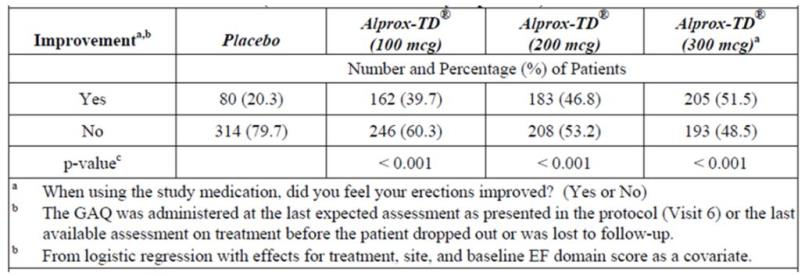 Improvementa,b Placebo Alprox-TD® (100 mcg) Alprox-TD® (200 mcg) Alprox-TD® (300 mcg)a
Number and Percentage (%) of Patients
Yes 80 (20.3) 162 (39.7) 183 (46.8) 205 (51.5)
No 314 (79.7) 246 (60.3) 208 (53.2) 193 (48.5)
p-valuec < 0.001 < 0.001 < 0.001
a When using the study medication, did you feel your erections improved? (Yes or No)
b The GAQ was administered at the last expected assessment as presented in the protocol (Visit 6) or the last
available assessment on treatment before the patient dropped out or was lost to follow-up.
b From logistic regression with effects for treatment, site, and baseline EF domain score as a covariate.